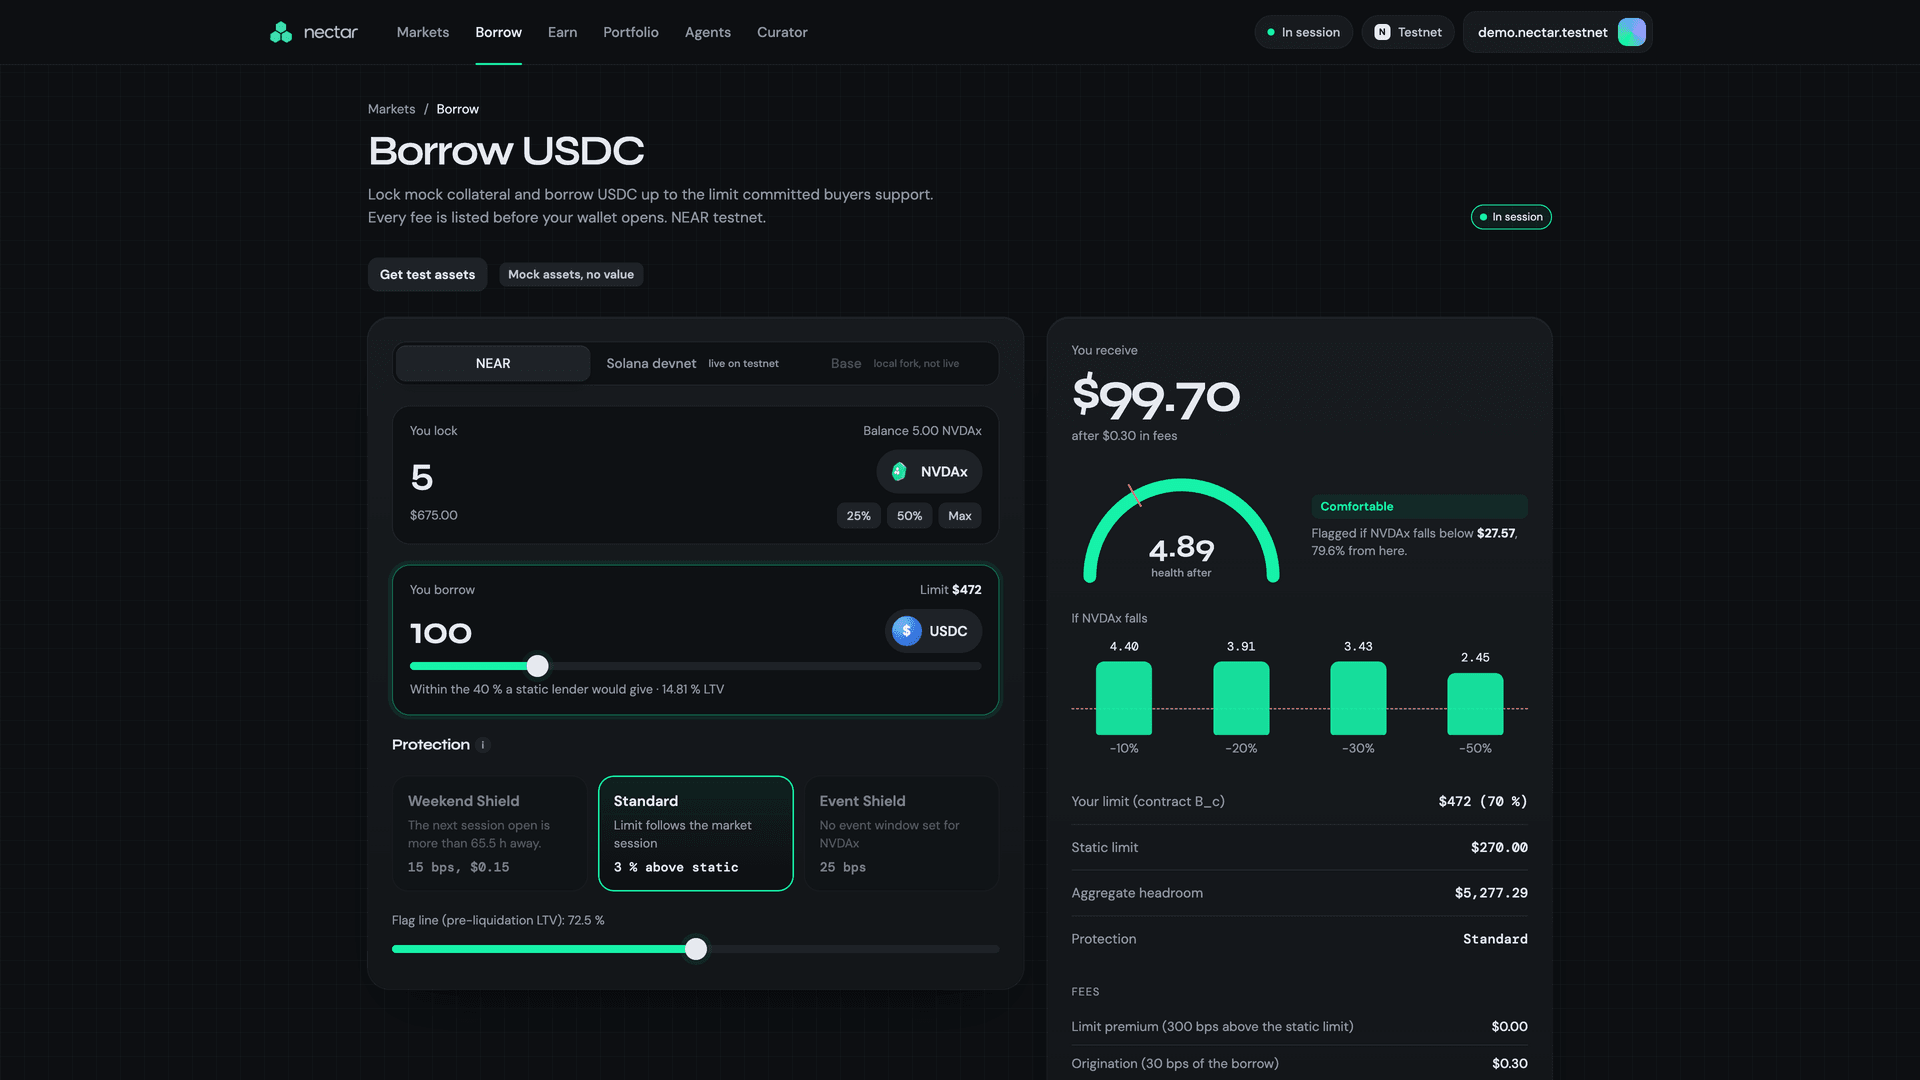 nectar
Markets
Borrow
Earn
Portfolio
Agents
Curator
In session
N Testnet
demo.nectar.testnet
Markets / Borrow
Borrow USDC
Lock mock collateral and borrow USDC up to the limit committed buyers support.
Every fee is listed before your wallet opens. NEAR testnet.
In session
Get test assets
Mock assets, no value
NEAR
Solana devnet live on testnet
Base local fork, not live
You lock
Balance 5.00 NVDAx
5
NVDAx
$675.00
25%
50%
Max
You borrow
Limit $472
100
$ USDC
Within the 40 % a static lender would give · 14.81 % LTV
Protection i
Weekend Shield
The next session open is
more than 65.5 h away.
15 bps, $0.15
Standard
Limit follows the market
session
3 % above static
Event Shield
No event window set for
NVDAx
25 bps
Flag line (pre-liquidation LTV): 72.5 %
You receive
$99.70
after $0.30 in fees
4.89
health after
Comfortable
Flagged if NVDAx falls below $27.57,
79.6% from here.
If NVDAx falls
4.40
3.91
3.43
2.45
-10%
-20%
-30%
-50%
Your limit (contract B_c)
$472 (70 %)
Static limit
$270.00
Aggregate headroom
$5,277.29
Protection
Standard
FEES
Limit premium (300 bps above the static limit)
$0.00
Origination (30 bps of the borrow)
$0.30